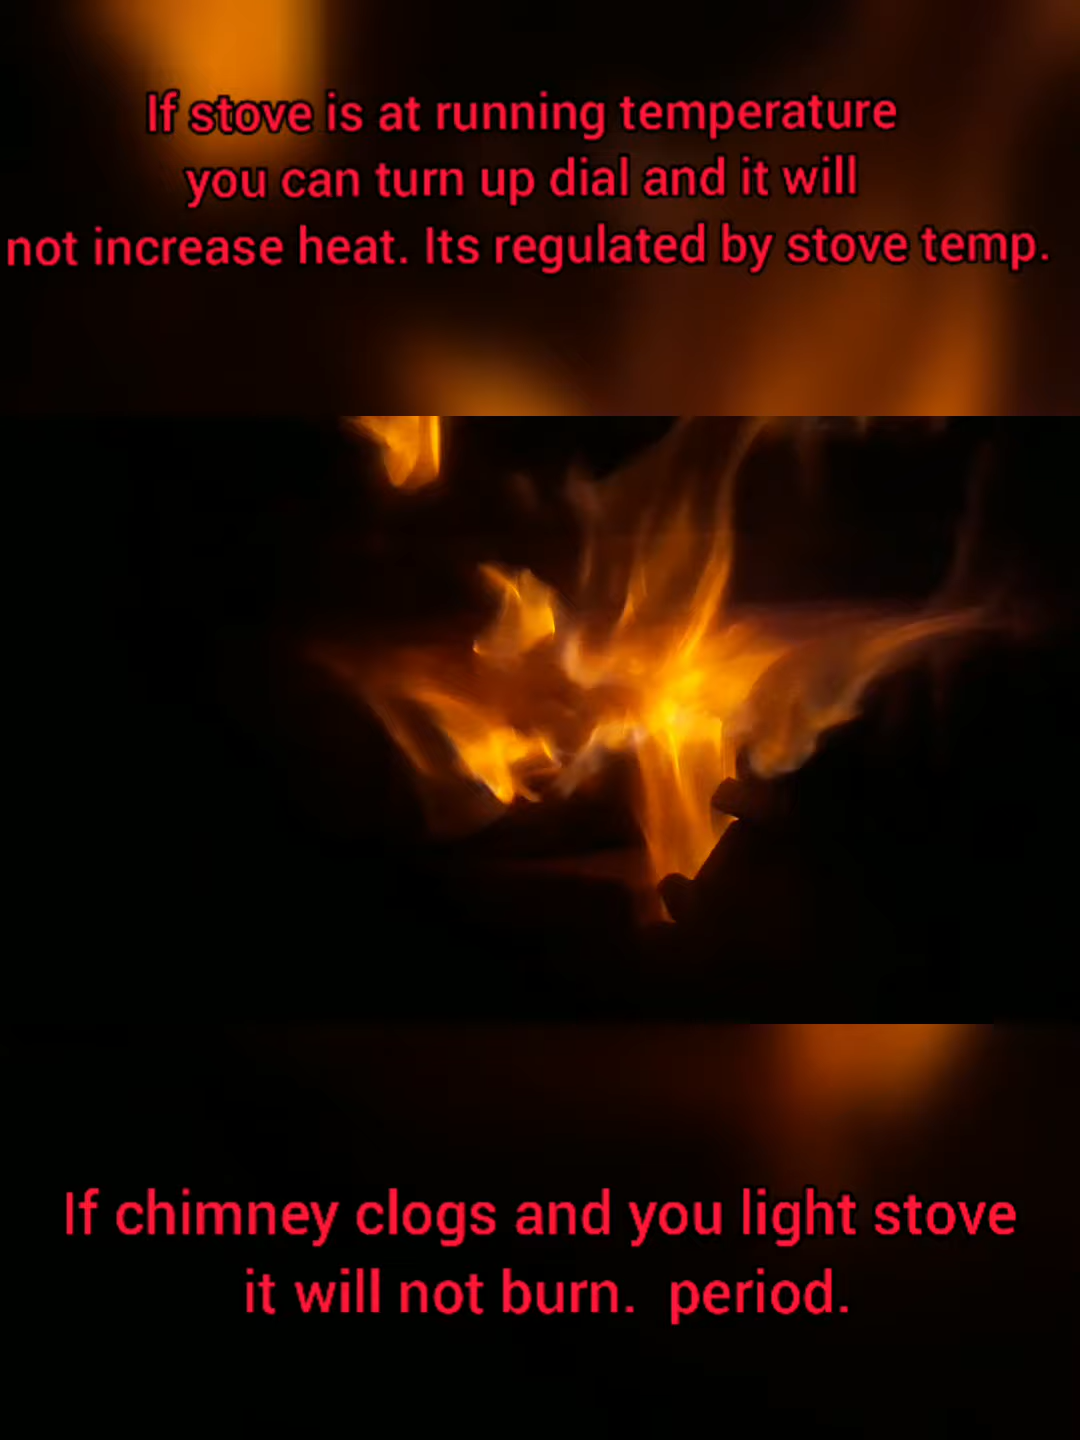 If stove is at running temperature
you can turn up dial and it will
not increase heat. Its regulated by stove temp.
If chimney clogs and you light stove
it will not burn.  period.